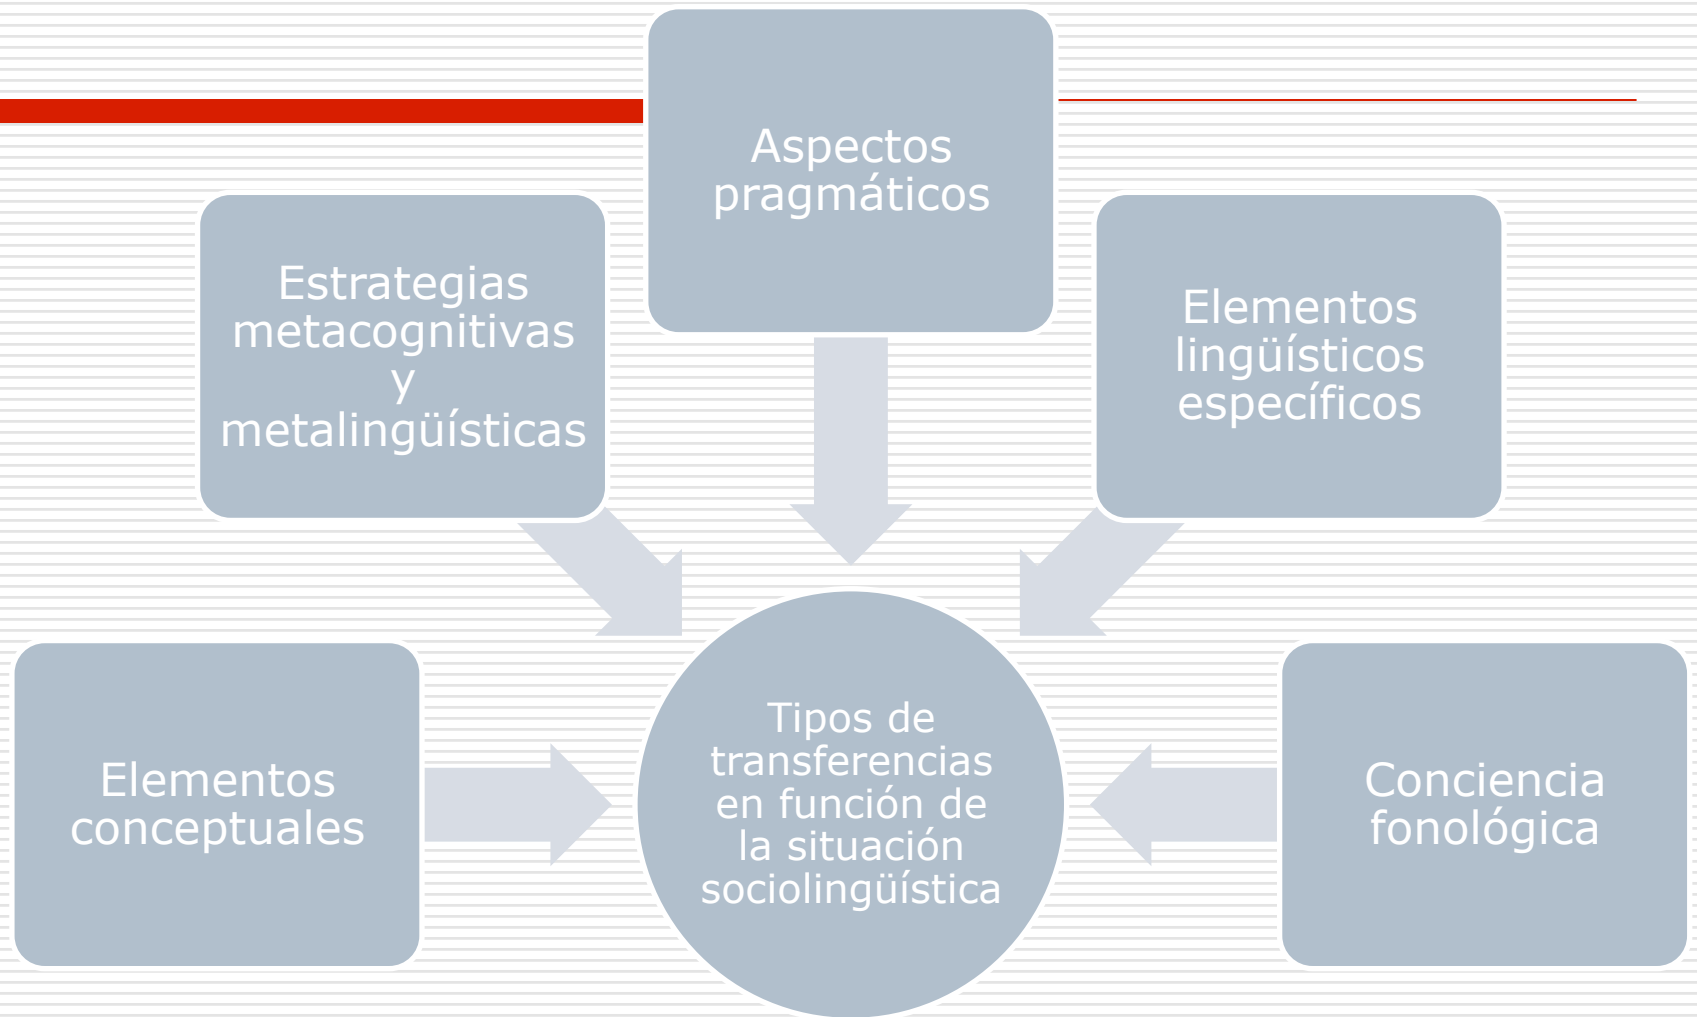 Aspectos
pragmáticos
Estrategias
metacognitivas
y
metalingüísticas
Elementos
lingüísticos
específicos
Elementos
conceptuales
Tipos de
transferencias
en función de
la situación
sociolingüística
Conciencia
fonológica